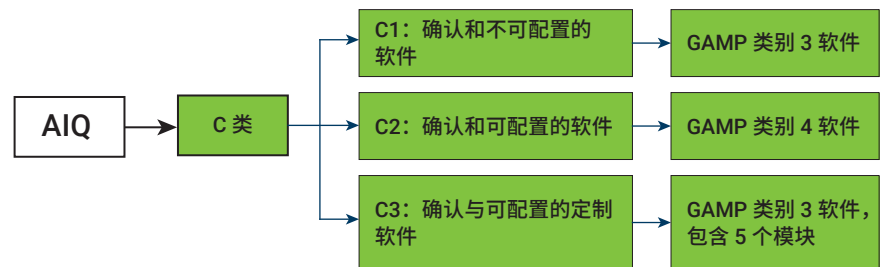 AIQ
C 类
C1：确认和不可配置的
软件
GAMP 类别 3 软件
C2：确认和可配置的软件
GAMP 类别 4 软件
C3：确认与可配置的定制
软件
GAMP 类别 3 软件，
包含 5 个模块